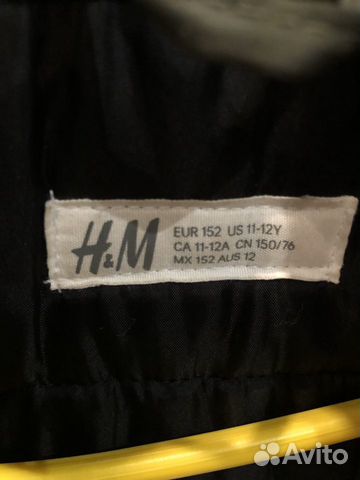 H&M
EUR 152 US 11-12Y
CA 11-12A CN 150/76
MX 152 AUS 12
Avito